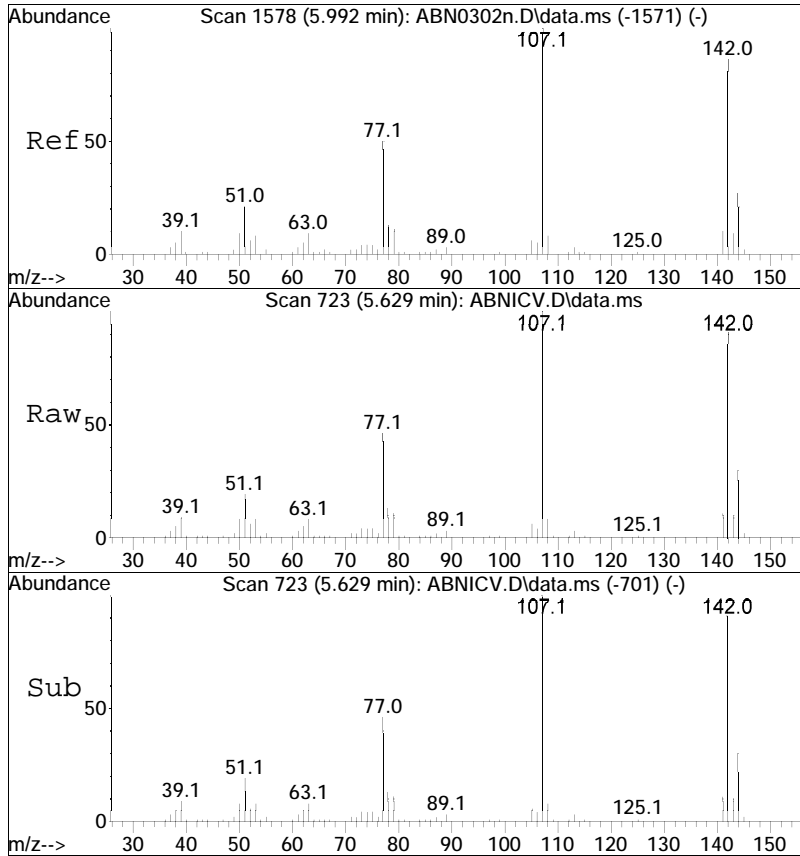 Abundance Scan 1578 (5.992 min): ABN0302n.D\data.ms (-1571) (-)
107.1
142.0
77.1
Ref 50
51.0
39.1 63.0
89.0 125.0
0
m/z--> 30 40 50 60 70 80 90 100 110 120 130 140 150
Abundance Scan 723 (5.629 min): ABNICV.D\data.ms
107.1 142.0
Raw 50
77.1
51.1
39.1 63.1
89.1 125.1
0
m/z--> 30 40 50 60 70 80 90 100 110 120 130 140 150
Abundance Scan 723 (5.629 min): ABNICV.D\data.ms (-701) (-)
107.1 142.0
Sub 50
77.0
51.1
39.1 63.1
89.1 125.1
0
m/z--> 30 40 50 60 70 80 90 100 110 120 130 140 150